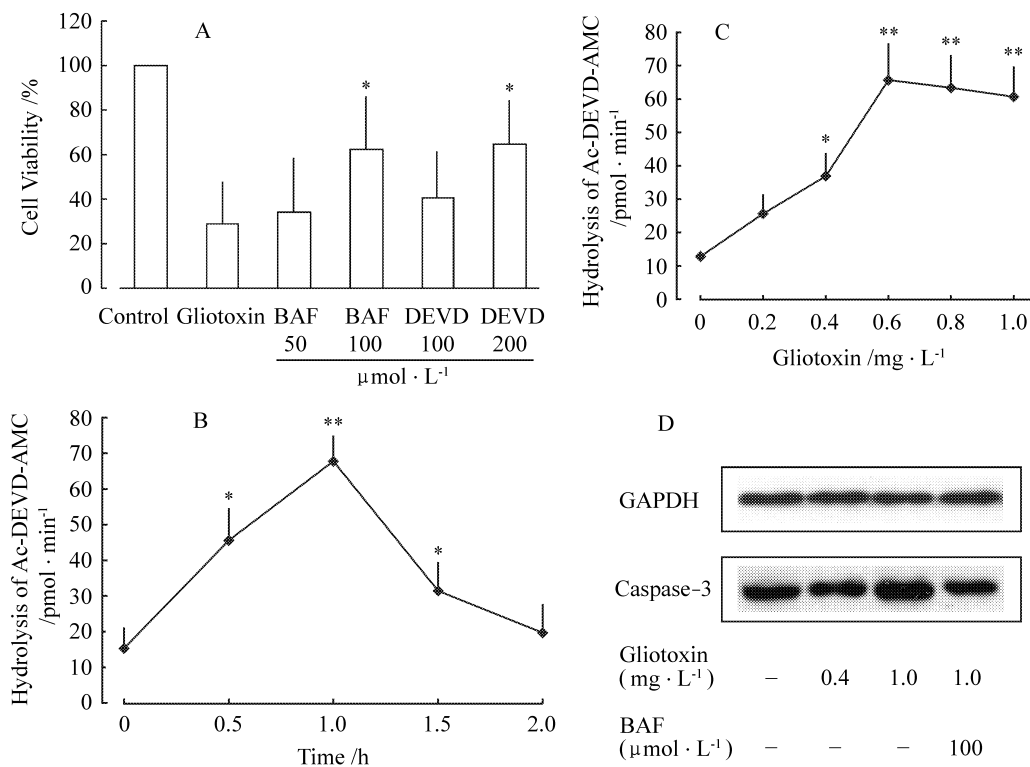 A
Cell Viability /%
120
100
80
60
40
20
0
*
*
Control Gliotoxin BAF BAF DEVD DEVD
50 100 100 200
μmol · L⁻¹
C
Hydrolysis of Ac-DEVD-AMC
/pmol · min⁻¹
80
70
60
50
40
30
20
10
0
*
**
**
**
0 0.2 0.4 0.6 0.8 1.0
Gliotoxin /mg · L⁻¹
B
Hydrolysis of Ac-DEVD-AMC
/pmol · min⁻¹
80
70
60
50
40
30
20
10
0
*
**
*
0 0.5 1.0 1.5 2.0
Time /h
D
GAPDH
Caspase-3
Gliotoxin
(mg · L⁻¹) – 0.4 1.0 1.0
BAF
(μmol · L⁻¹) – – – 100